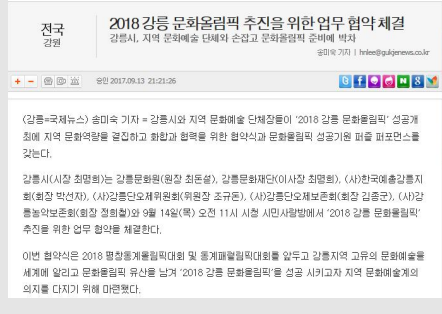 전국
강원
2018 강릉 문화올림픽 추진을 위한 업무 협약 체결
강릉시, 지역 문화예술 단체와 손잡고 문화올림픽 준비에 박차
송미숙 기자 | hnlee@gukjenews.co.kr
승인 2017.09.13 21:21:26
(강릉=국제뉴스) 송미숙 기자 = 강릉시와 지역 문화예술 단체장들이 '2018 강릉 문화올림픽' 성공개
최에 지역 문화역량을 결집하고 화합과 협력을 위한 협약식과 문화올림픽 성공기원 퍼즐 퍼포먼스를
갖는다.
강릉시(시장 최명희)는 강릉문화원(원장 최돈설), 강릉문화재단(이사장 최명희), (사)한국예총강릉지
회(회장 박선자), (사)강릉단오제위원회(위원장 조규돈), (사)강릉단오제보존회(회장 김종군), (사)강
릉농악보존회(회장 정희철)와 9월 14일(목) 오전 11시 시청 시민사랑방에서 '2018 강릉 문화올림픽'
추진을 위한 업무 협약을 체결한다.
이번 협약식은 2018 평창동계올림픽대회 및 동계패럴림픽대회를 앞두고 강릉지역 고유의 문화예술을
세계에 알리고 문화올림픽 유산을 남겨 '2018 강릉 문화올림픽'을 성공 시키고자 지역 문화예술계의
의지를 다지기 위해 마련됐다.